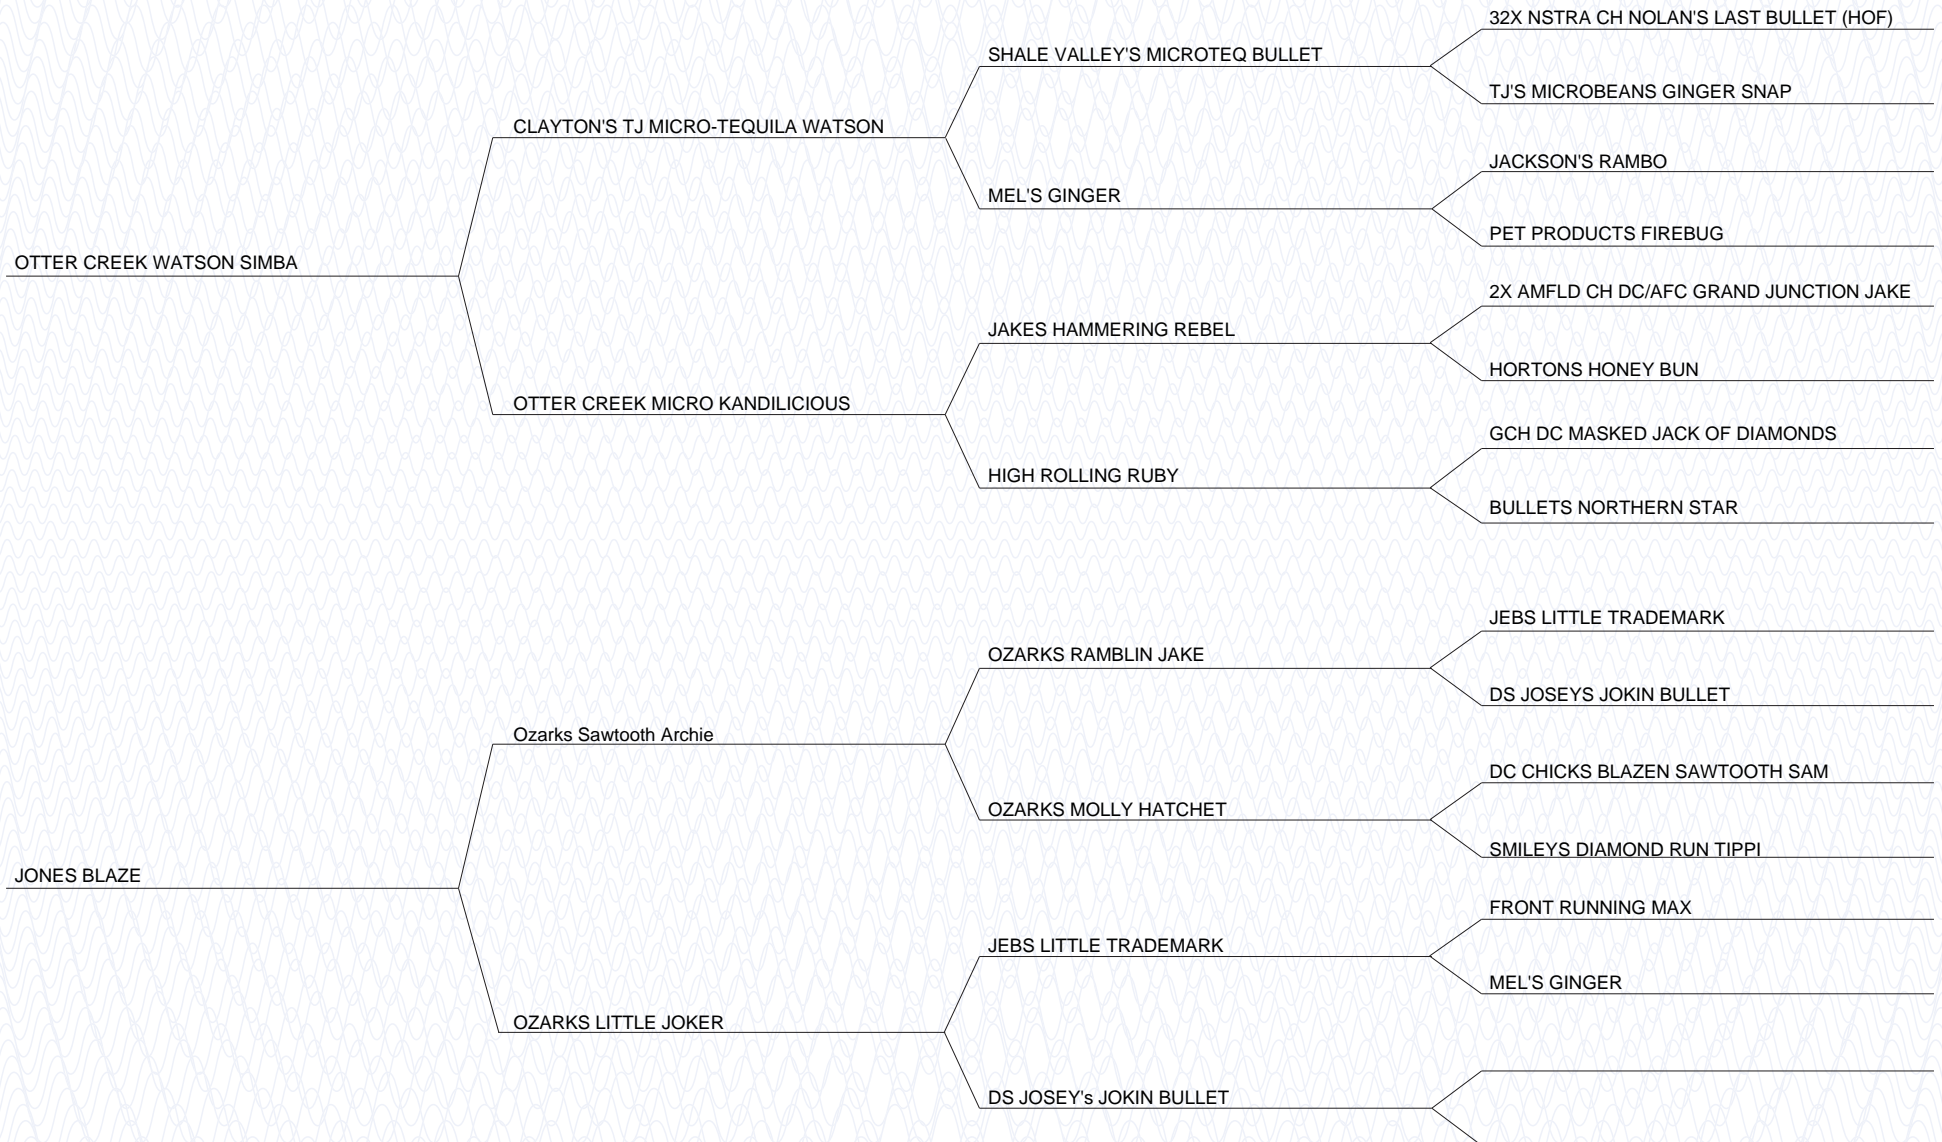 32X NSTRA CH NOLAN'S LAST BULLET (HOF)
SHALE VALLEY'S MICROTEQ BULLET
TJ'S MICROBEANS GINGER SNAP
CLAYTON'S TJ MICRO-TEQUILA WATSON
JACKSON'S RAMBO
MEL'S GINGER
PET PRODUCTS FIREBUG
OTTER CREEK WATSON SIMBA
2X AMFLD CH DC/AFC GRAND JUNCTION JAKE
JAKES HAMMERING REBEL
HORTONS HONEY BUN
OTTER CREEK MICRO KANDILICIOUS
GCH DC MASKED JACK OF DIAMONDS
HIGH ROLLING RUBY
BULLETS NORTHERN STAR
JEBS LITTLE TRADEMARK
OZARKS RAMBLIN JAKE
DS JOSEYS JOKIN BULLET
Ozarks Sawtooth Archie
DC CHICKS BLAZEN SAWTOOTH SAM
OZARKS MOLLY HATCHET
SMILEYS DIAMOND RUN TIPPI
JONES BLAZE
FRONT RUNNING MAX
JEBS LITTLE TRADEMARK
MEL'S GINGER
OZARKS LITTLE JOKER
DS JOSEY's JOKIN BULLET